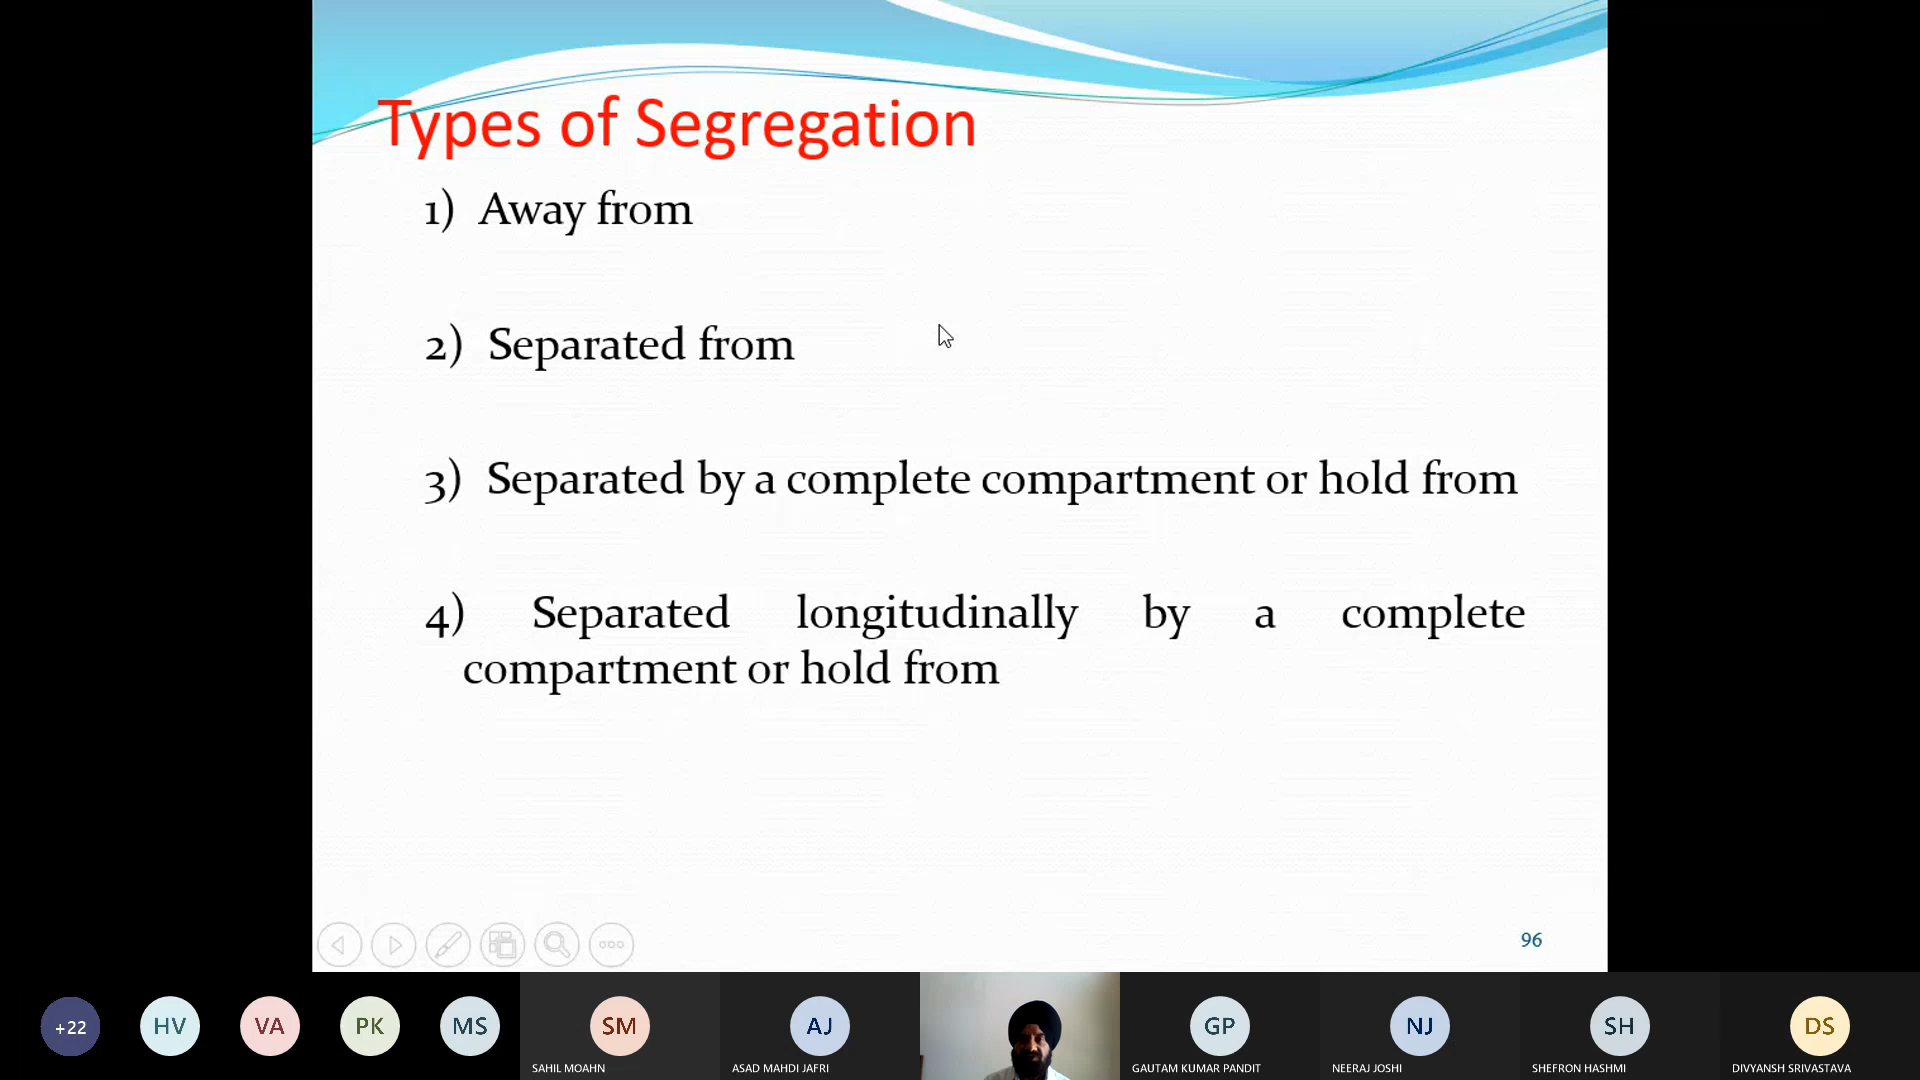 Types of Segregation
1) Away from
2) Separated from
3) Separated by a complete compartment or hold from
4) Separated longitudinally by a complete
compartment or hold from
96
+22
HV
VA
PK
MS
SM
AJ
GP
NJ
SH
DS
SAHIL MOAHN
ASAD MAHDI JAFRI
GAUTAM KUMAR PANDIT
NEERAJ JOSHI
SHEFRON HASHMI
DIVYANSH SRIVASTAVA